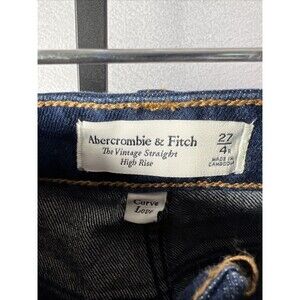 Abercrombie & Fitch
The Vintage Straight
High Rise
27
4R
MADE IN
CAMBODIA
Curve
Love